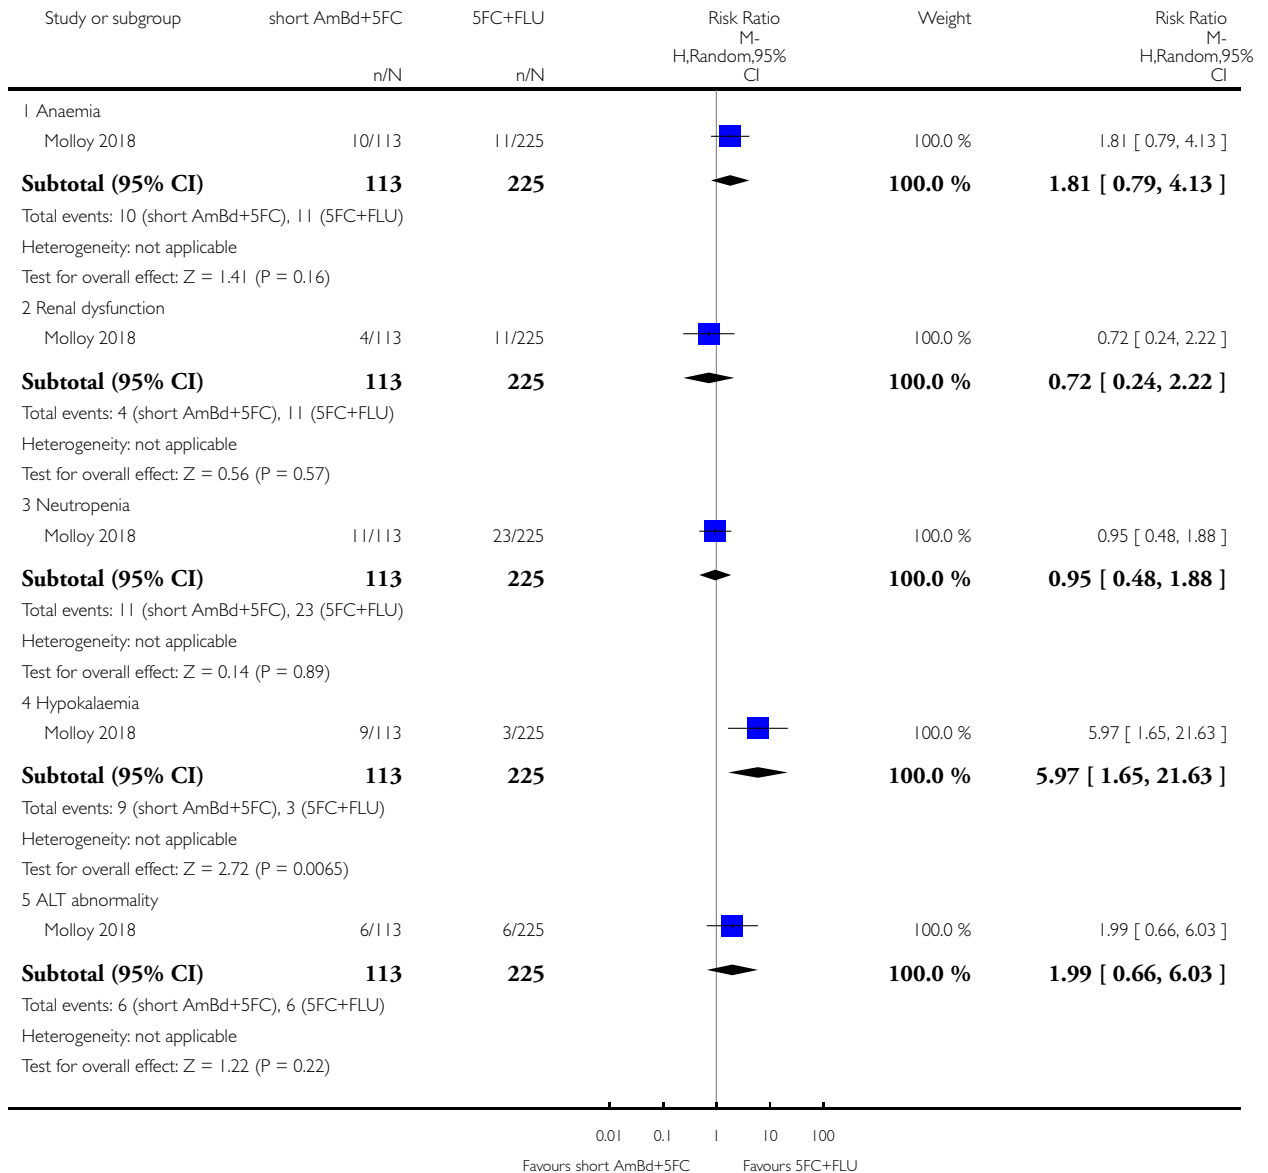 Study or subgroup short AmBd+5FC 5FC+FLU Risk Ratio Weight Risk Ratio
M- M-
H,Random,95% H,Random,95%
n/N n/N CI CI
1 Anaemia
Molloy 2018 10/113 11/225 100.0 % 1.81 [ 0.79, 4.13 ]
Subtotal (95% CI) 113 225 100.0 % 1.81 [ 0.79, 4.13 ]
Total events: 10 (short AmBd+5FC), 11 (5FC+FLU)
Heterogeneity: not applicable
Test for overall effect: Z = 1.41 (P = 0.16)
2 Renal dysfunction
Molloy 2018 4/113 11/225 100.0 % 0.72 [ 0.24, 2.22 ]
Subtotal (95% CI) 113 225 100.0 % 0.72 [ 0.24, 2.22 ]
Total events: 4 (short AmBd+5FC), 11 (5FC+FLU)
Heterogeneity: not applicable
Test for overall effect: Z = 0.56 (P = 0.57)
3 Neutropenia
Molloy 2018 11/113 23/225 100.0 % 0.95 [ 0.48, 1.88 ]
Subtotal (95% CI) 113 225 100.0 % 0.95 [ 0.48, 1.88 ]
Total events: 11 (short AmBd+5FC), 23 (5FC+FLU)
Heterogeneity: not applicable
Test for overall effect: Z = 0.14 (P = 0.89)
4 Hypokalaemia
Molloy 2018 9/113 3/225 100.0 % 5.97 [ 1.65, 21.63 ]
Subtotal (95% CI) 113 225 100.0 % 5.97 [ 1.65, 21.63 ]
Total events: 9 (short AmBd+5FC), 3 (5FC+FLU)
Heterogeneity: not applicable
Test for overall effect: Z = 2.72 (P = 0.0065)
5 ALT abnormality
Molloy 2018 6/113 6/225 100.0 % 1.99 [ 0.66, 6.03 ]
Subtotal (95% CI) 113 225 100.0 % 1.99 [ 0.66, 6.03 ]
Total events: 6 (short AmBd+5FC), 6 (5FC+FLU)
Heterogeneity: not applicable
Test for overall effect: Z = 1.22 (P = 0.22)
0.01 0.1 1 10 100
Favours short AmBd+5FC Favours 5FC+FLU